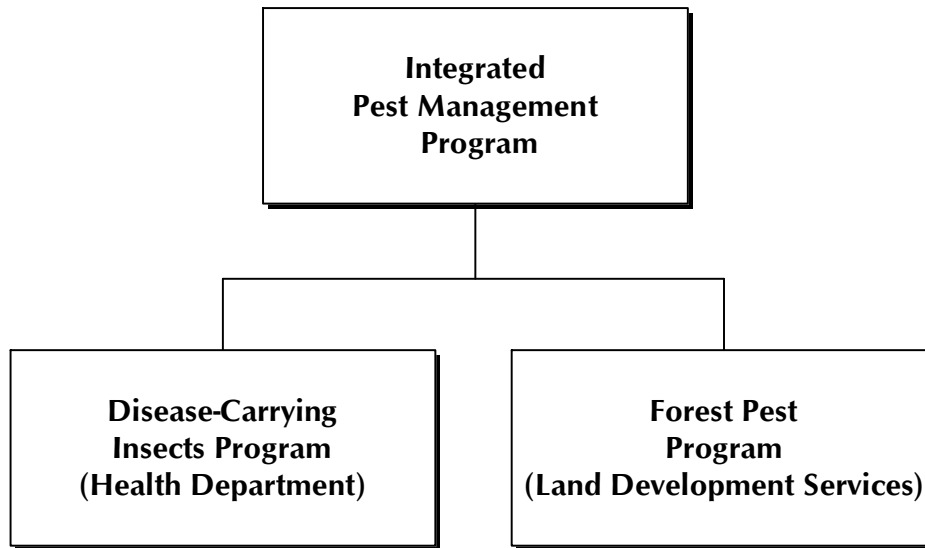 Integrated
Pest Management
Program
Disease-Carrying
Insects Program
(Health Department)
Forest Pest
Program
(Land Development Services)